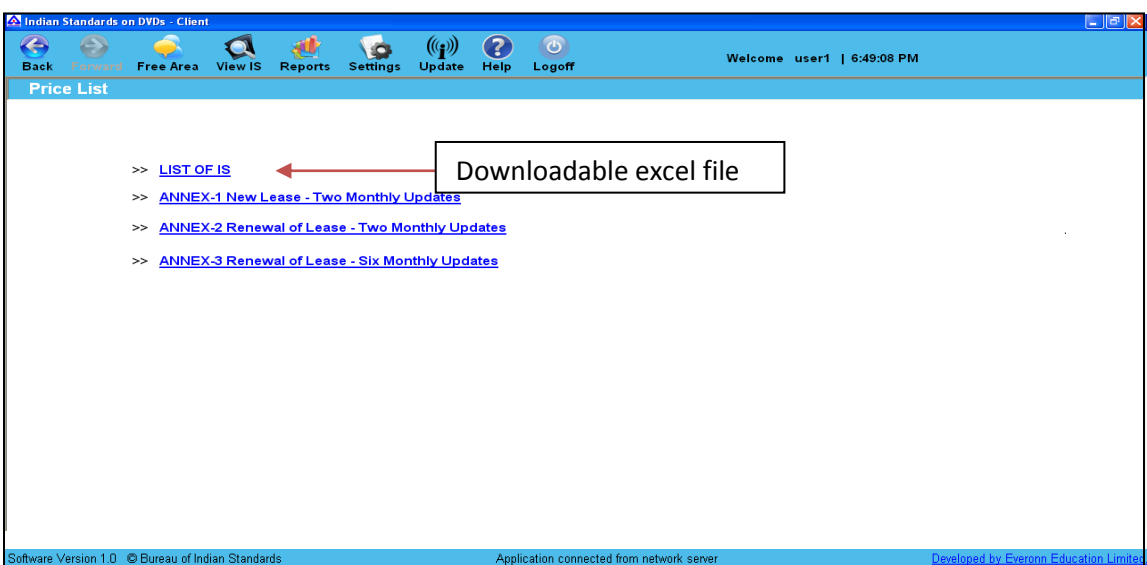 Indian Standards on DVDs - Client
Back Forward Free Area View IS Reports Settings Update Help Logoff Welcome user1 | 6:49:08 PM
Price List
>> LIST OF IS
Downloadable excel file
>> ANNEX-1 New Lease - Two Monthly Updates
>> ANNEX-2 Renewal of Lease - Two Monthly Updates
>> ANNEX-3 Renewal of Lease - Six Monthly Updates
Software Version 1.0 © Bureau of Indian Standards Application connected from network server Developed by Everonn Education Limited